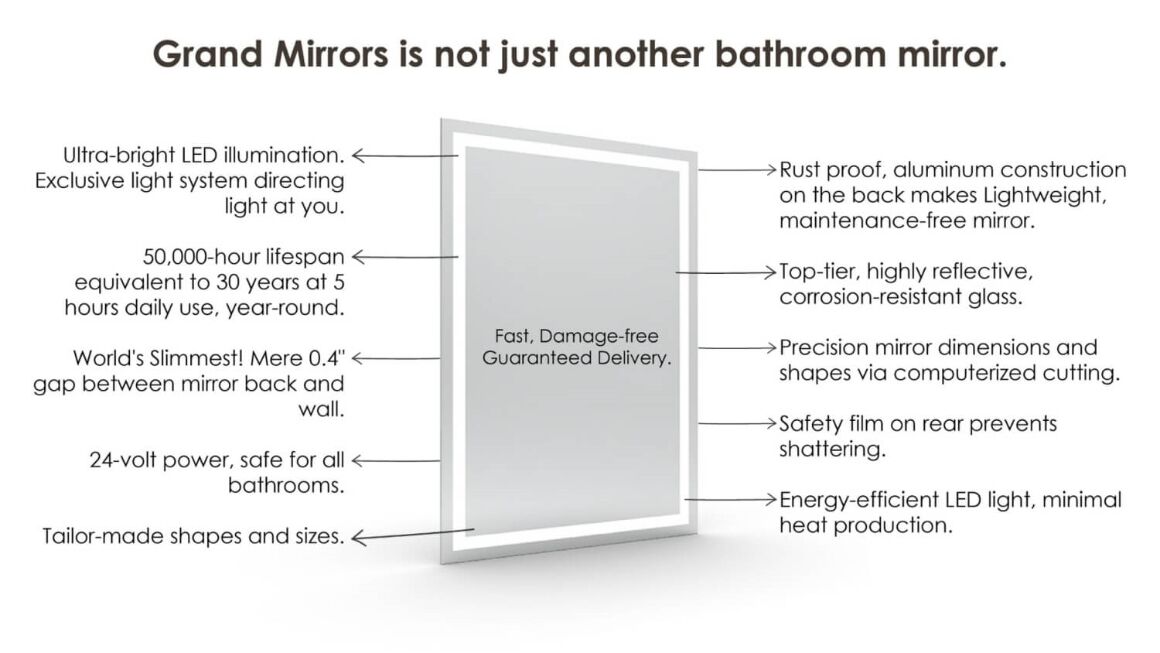 Grand Mirrors is not just another bathroom mirror.
Ultra-bright LED illumination.
Exclusive light system directing
light at you.
50,000-hour lifespan
equivalent to 30 years at 5
hours daily use, year-round.
World's Slimmest! Mere 0.4"
gap between mirror back and
wall.
24-volt power, safe for all
bathrooms.
Tailor-made shapes and sizes.
Fast, Damage-free
Guaranteed Delivery.
Rust proof, aluminum construction
on the back makes Lightweight,
maintenance-free mirror.
Top-tier, highly reflective,
corrosion-resistant glass.
Precision mirror dimensions and
shapes via computerized cutting.
Safety film on rear prevents
shattering.
Energy-efficient LED light, minimal
heat production.